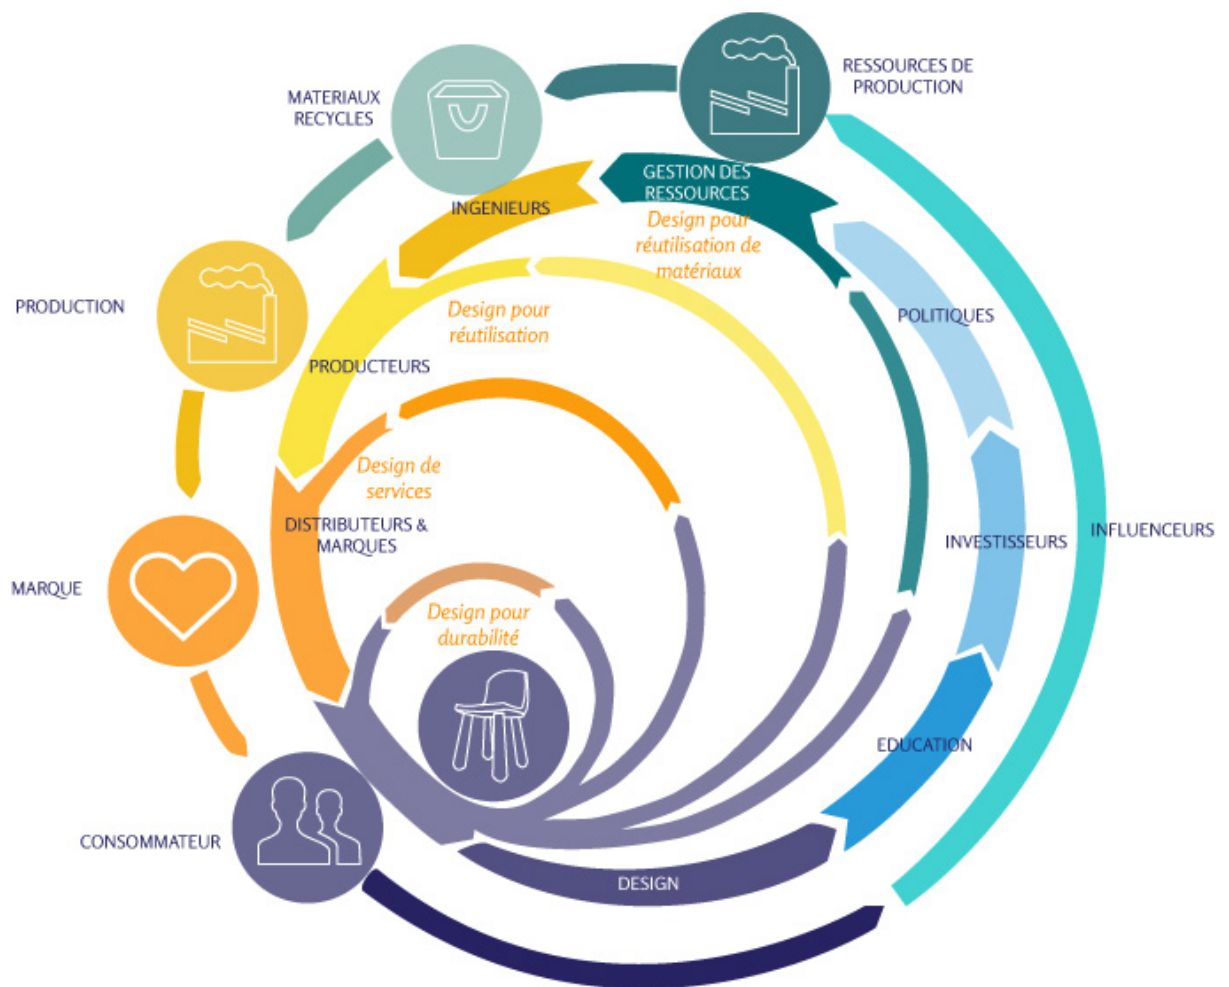 RESSOURCES DE
PRODUCTION
MATERIAUX
RECYCLES
GESTION DES
RESSOURCES
INGENIEURS
Design pour
réutilisation de
matériaux
PRODUCTION
Design pour
réutilisation
POLITIQUES
PRODUCTEURS
Design de
services
DISTRIBUTEURS &
MARQUES
INVESTISSEURS
INFLUENCEURS
MARQUE
Design pour
durabilité
EDUCATION
CONSOMMATEUR
DESIGN